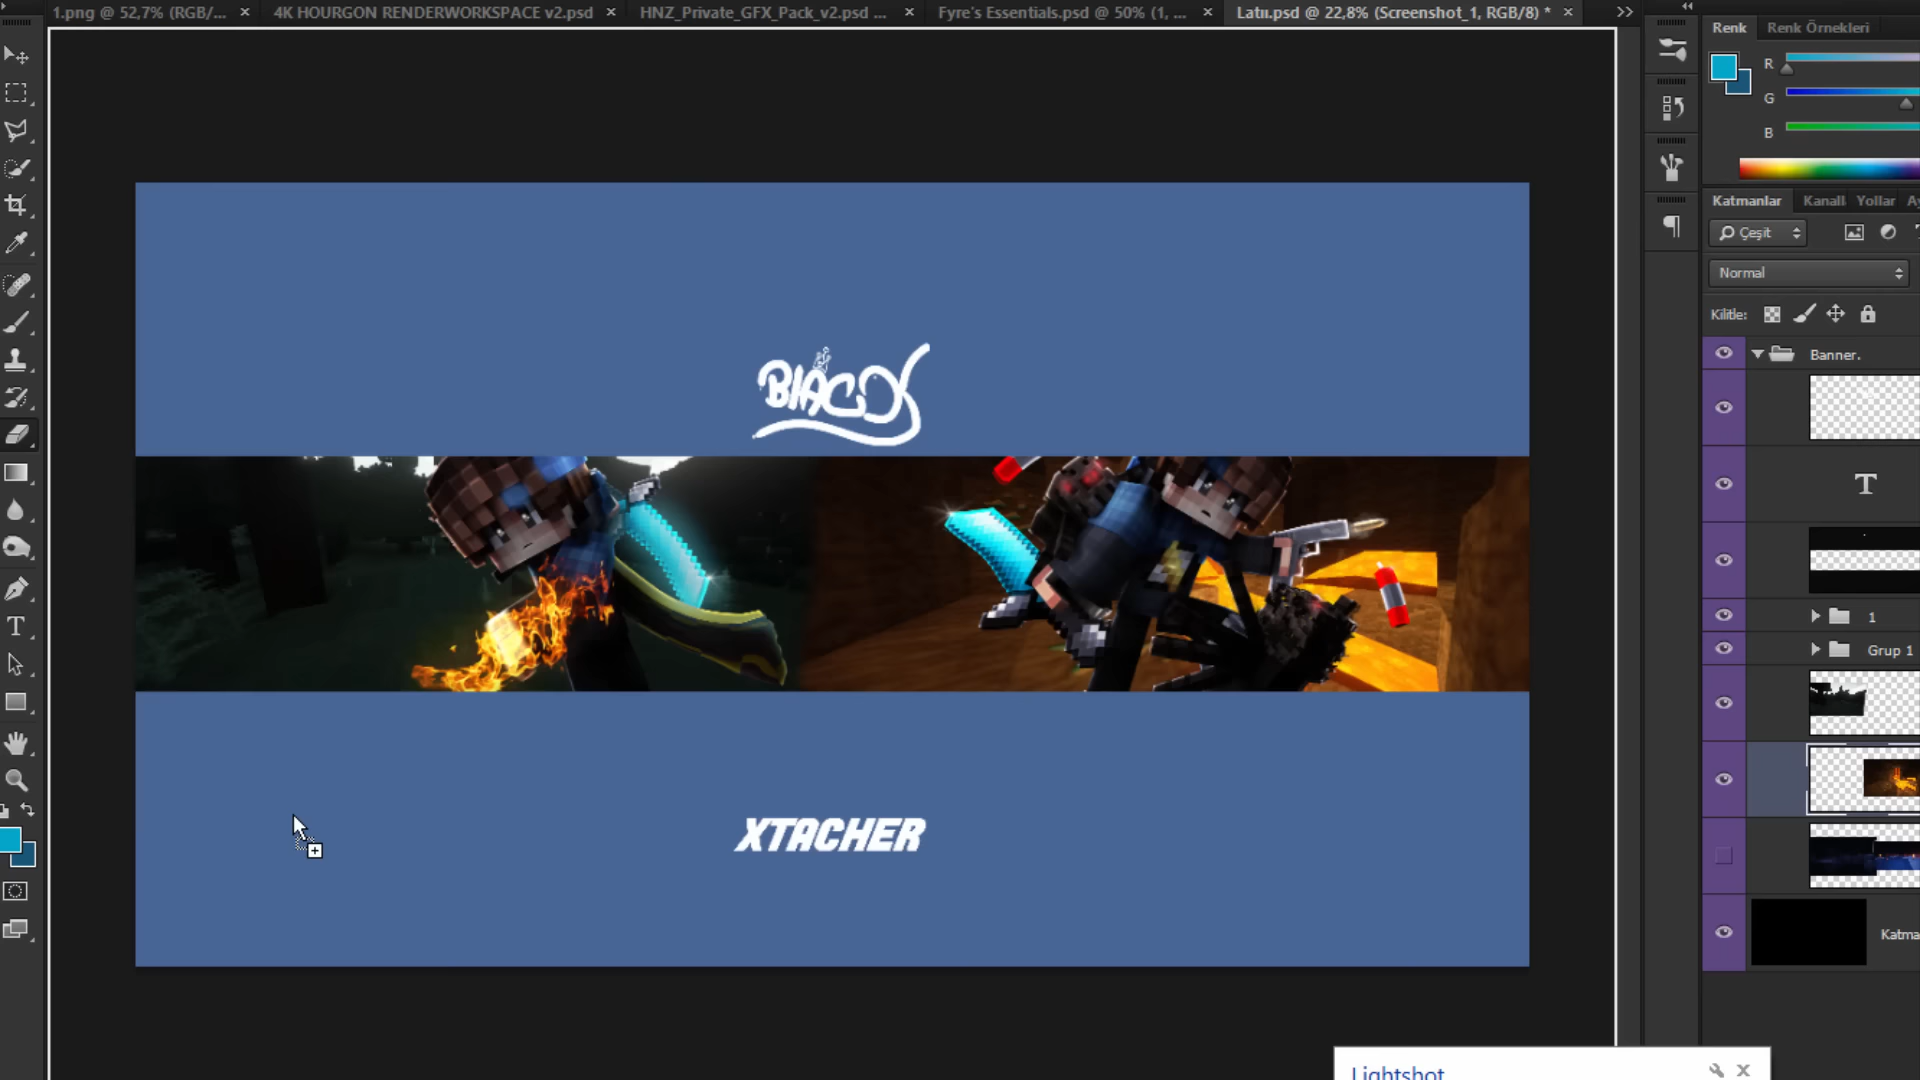 1.png @ 52,7% (RGB/... ×
4K HOURGON RENDERWORKSPACE v2.psd ×
HNZ_Private_GFX_Pack_v2.psd ... ×
Fyre's Essentials.psd @ 50% (1, ... ×
Latıı.psd @ 22,8% (Screenshot_1, RGB/8) * ×
Renk
Renk Örnekleri
R
G
B
Katmanlar
Kanall
Yollar
Çeşit
Normal
Kilitle:
Banner.
T
1
Grup 1
Katma
XTACHER
Lightshot